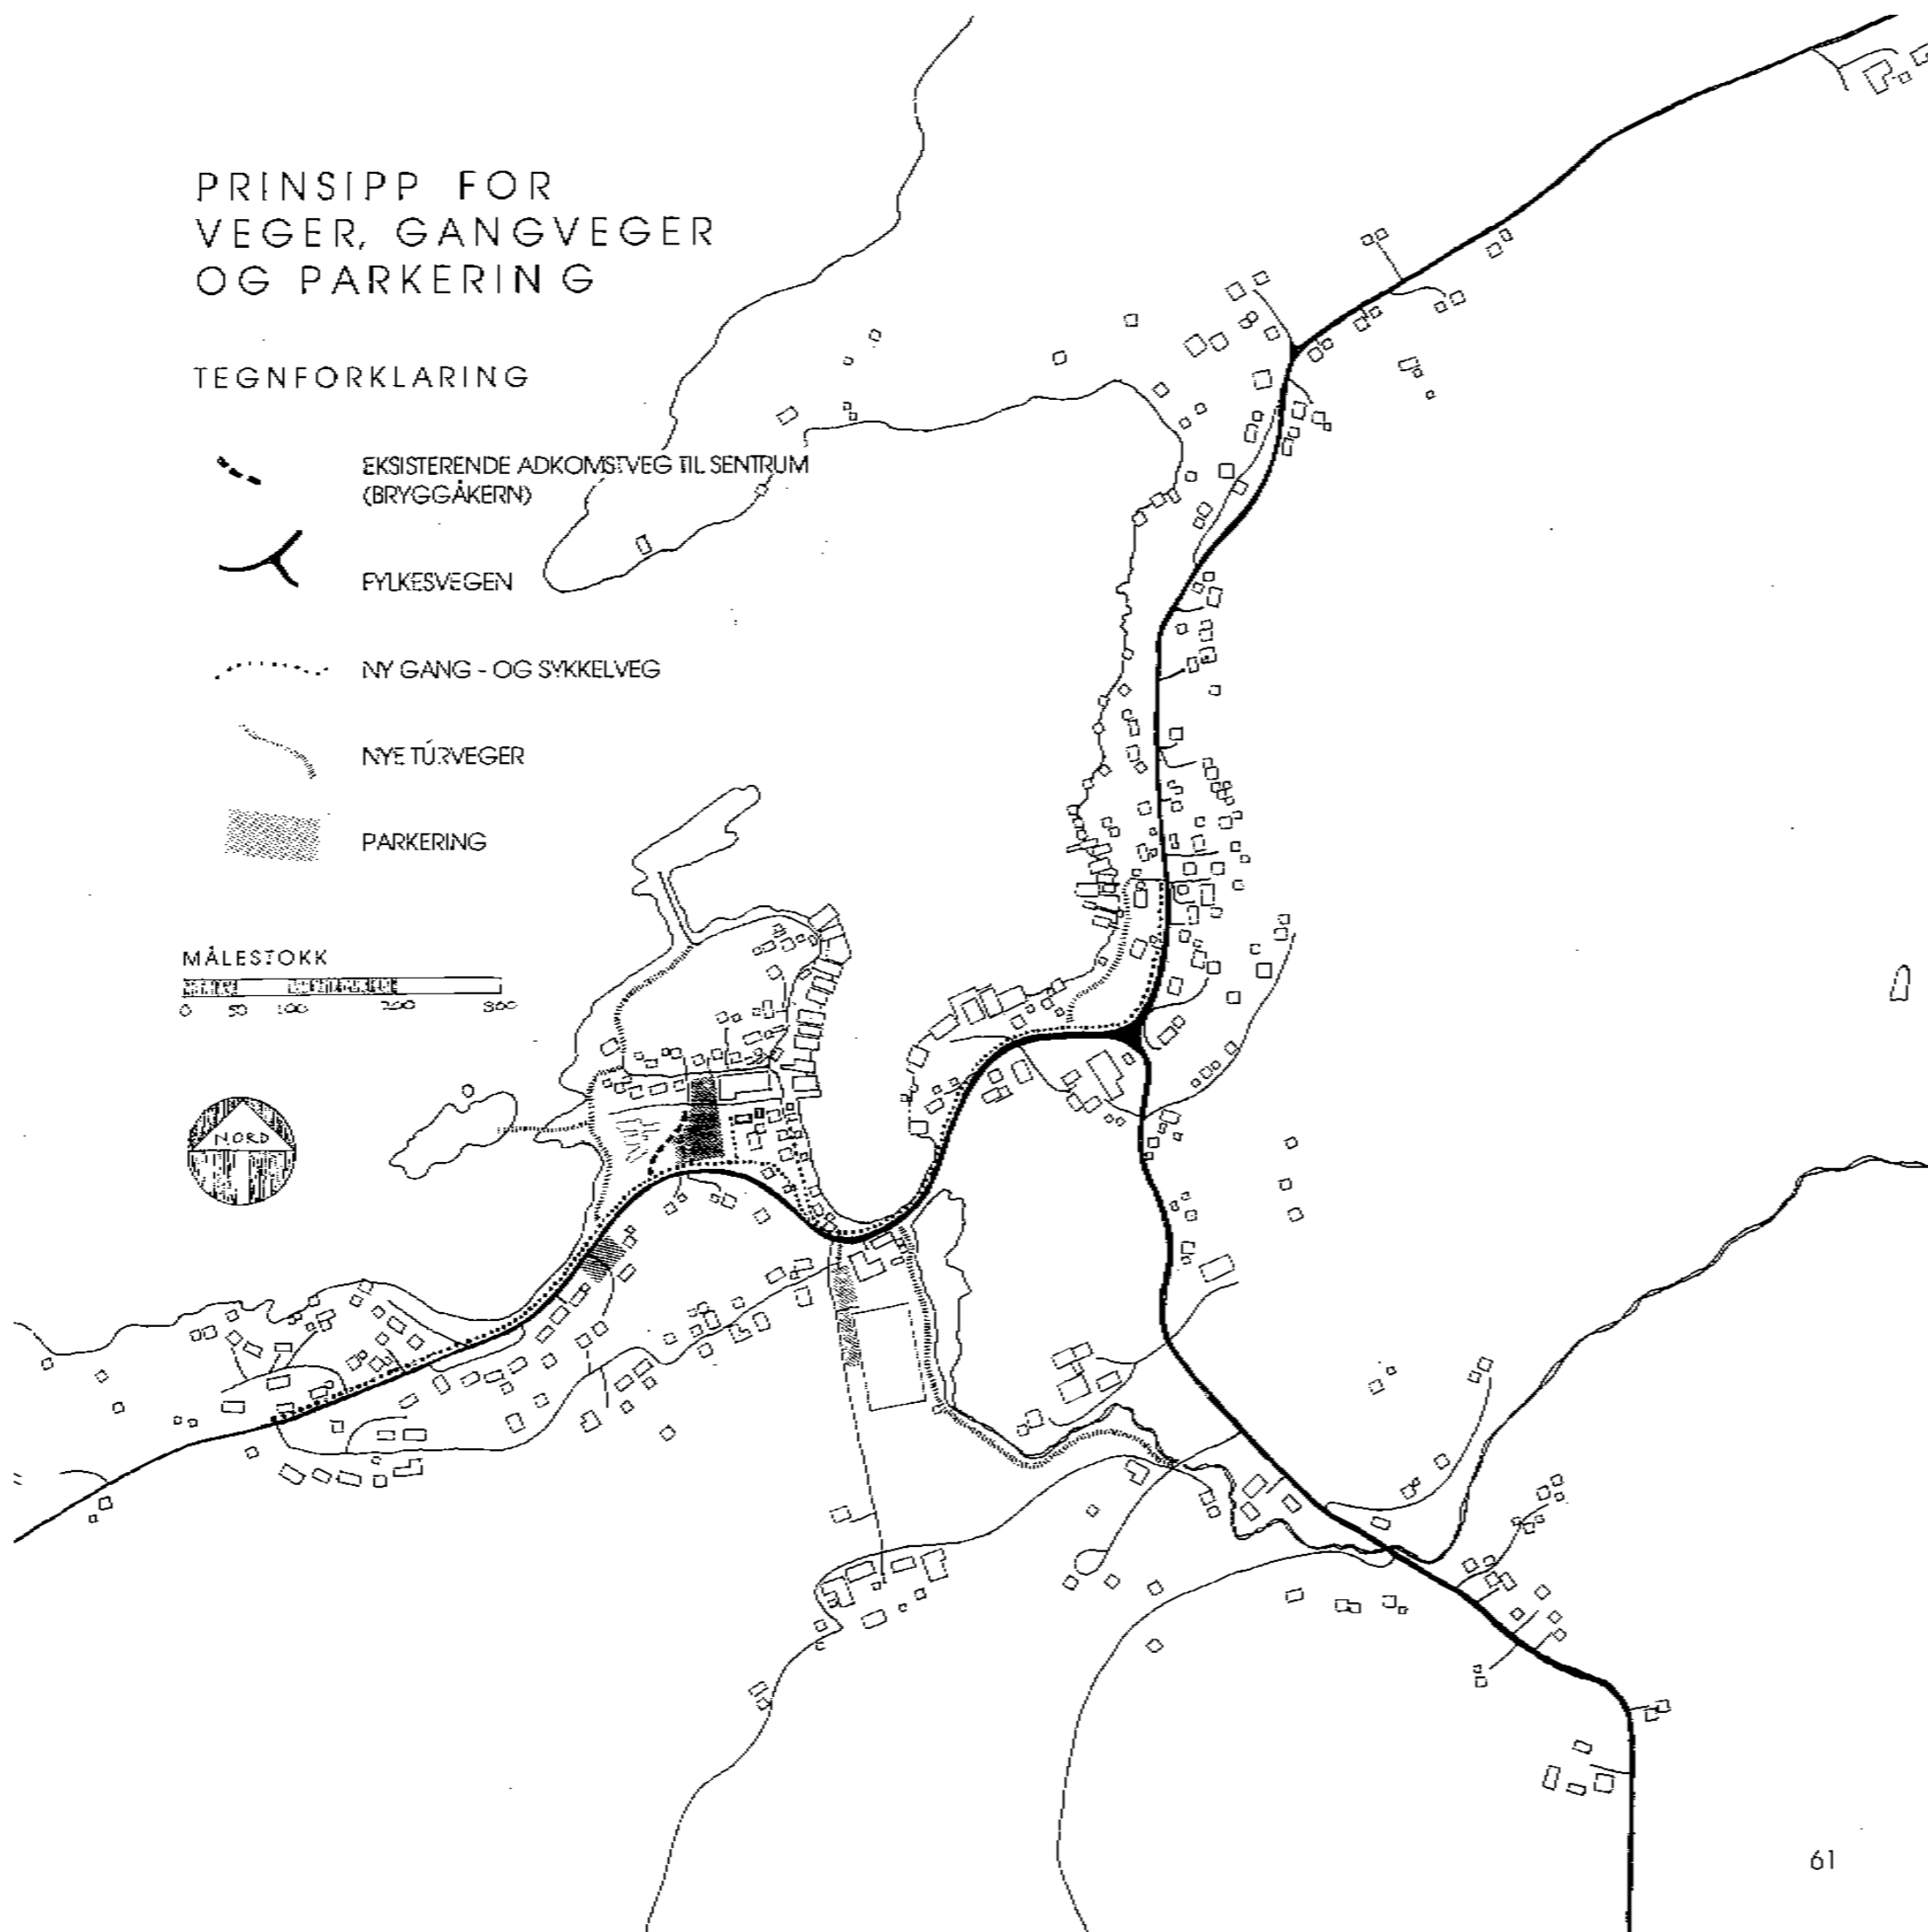 PRINSIPP FOR
VEGER, GANGVEGER
OG PARKERING
TEGNFORKLARING
EKSISTERENDE ADKOMSTVEG TIL SENTRUM
(BRYGGÅKERN)
FYLKESVEGEN
NY GANG - OG SYKKELVEG
NYE TURVEGER
PARKERING
MÅLESTOKK
0 50 100 200 300
NORD
61